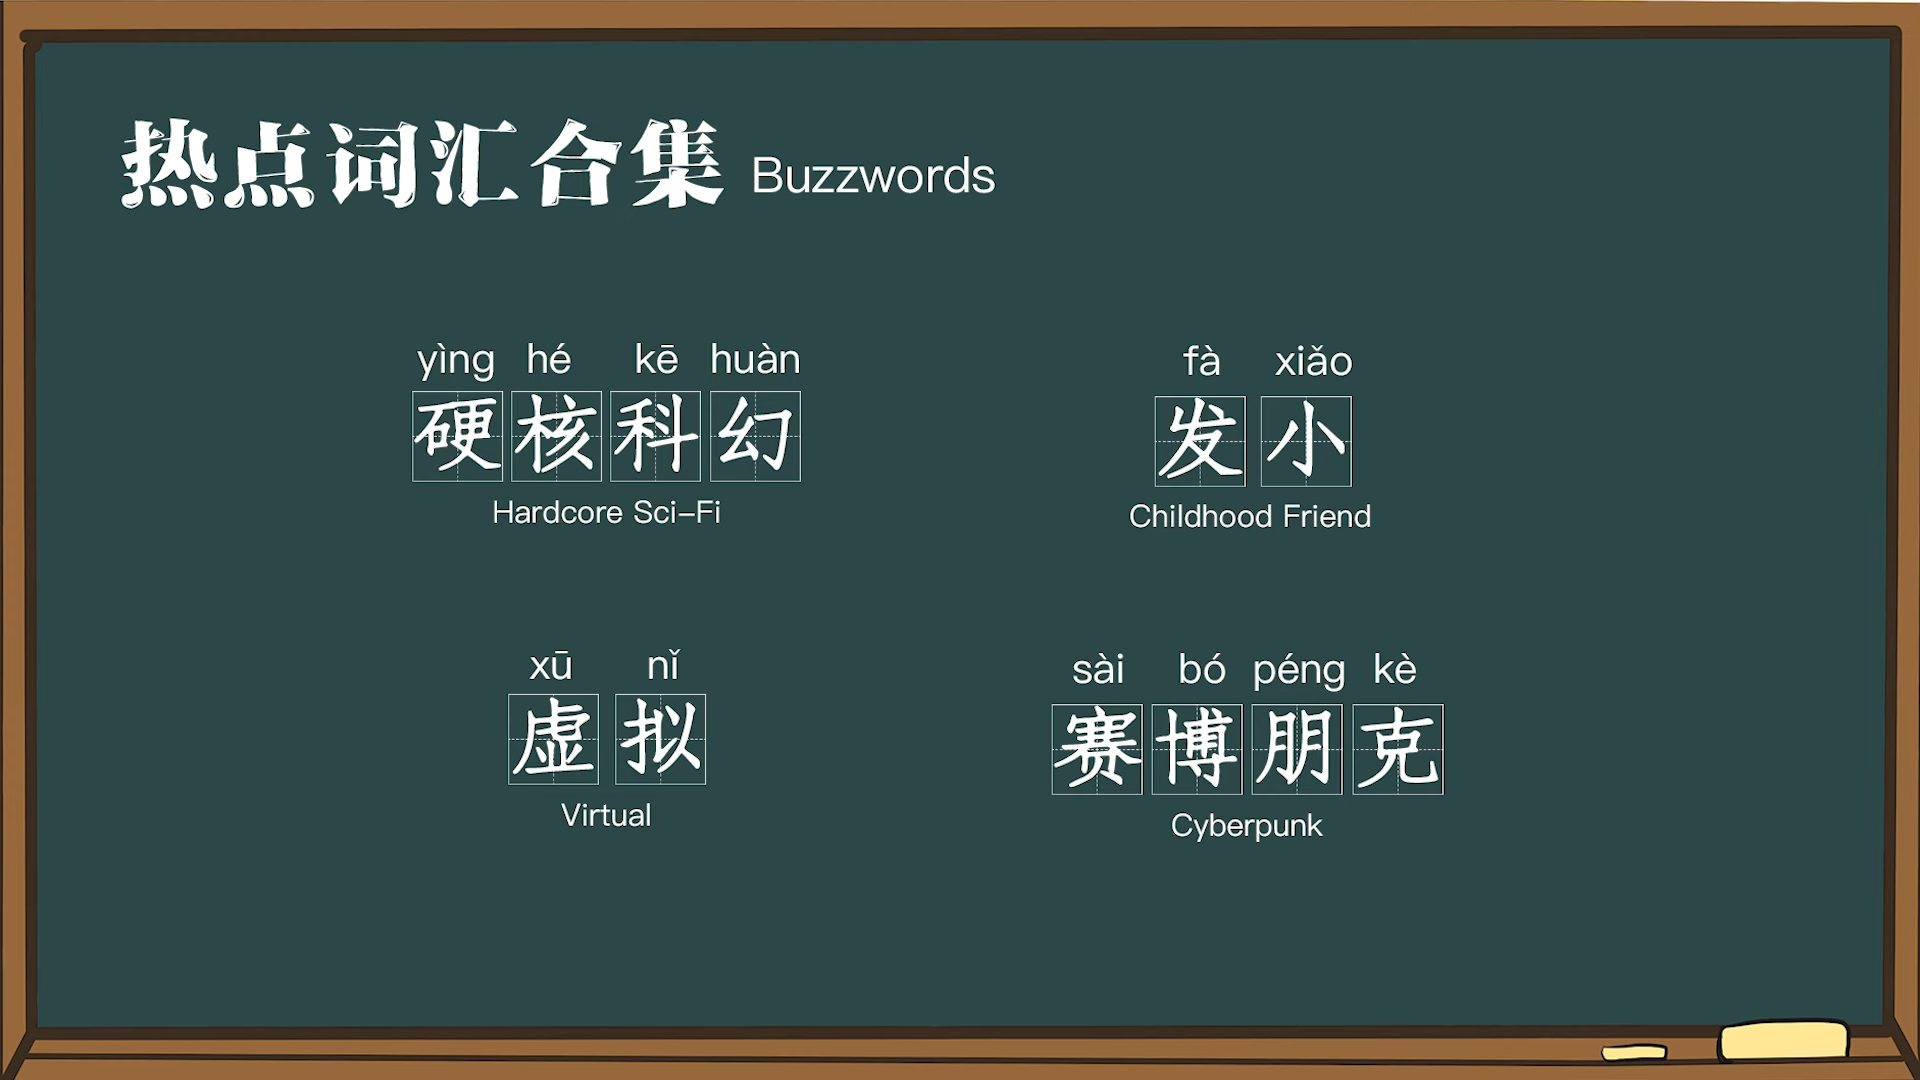 热点词汇合集 Buzzwords
yìng hé kē huàn
硬核科幻
Hardcore Sci-Fi
fà xiǎo
发小
Childhood Friend
xū nǐ
虚拟
Virtual
sài bó péng kè
赛博朋克
Cyberpunk